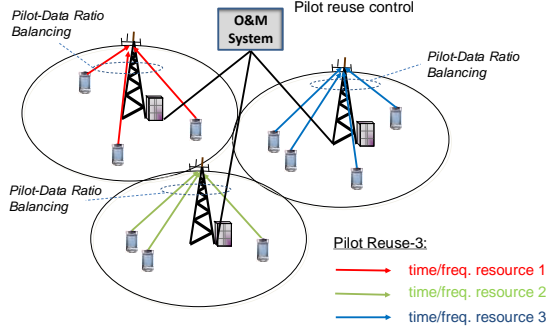 Pilot reuse control
Pilot-Data Ratio
Balancing
O&M
System
Pilot-Data Ratio
Balancing
Pilot-Data Ratio
Balancing
Pilot Reuse-3:
time/freq. resource 1
time/freq. resource 2
time/freq. resource 3